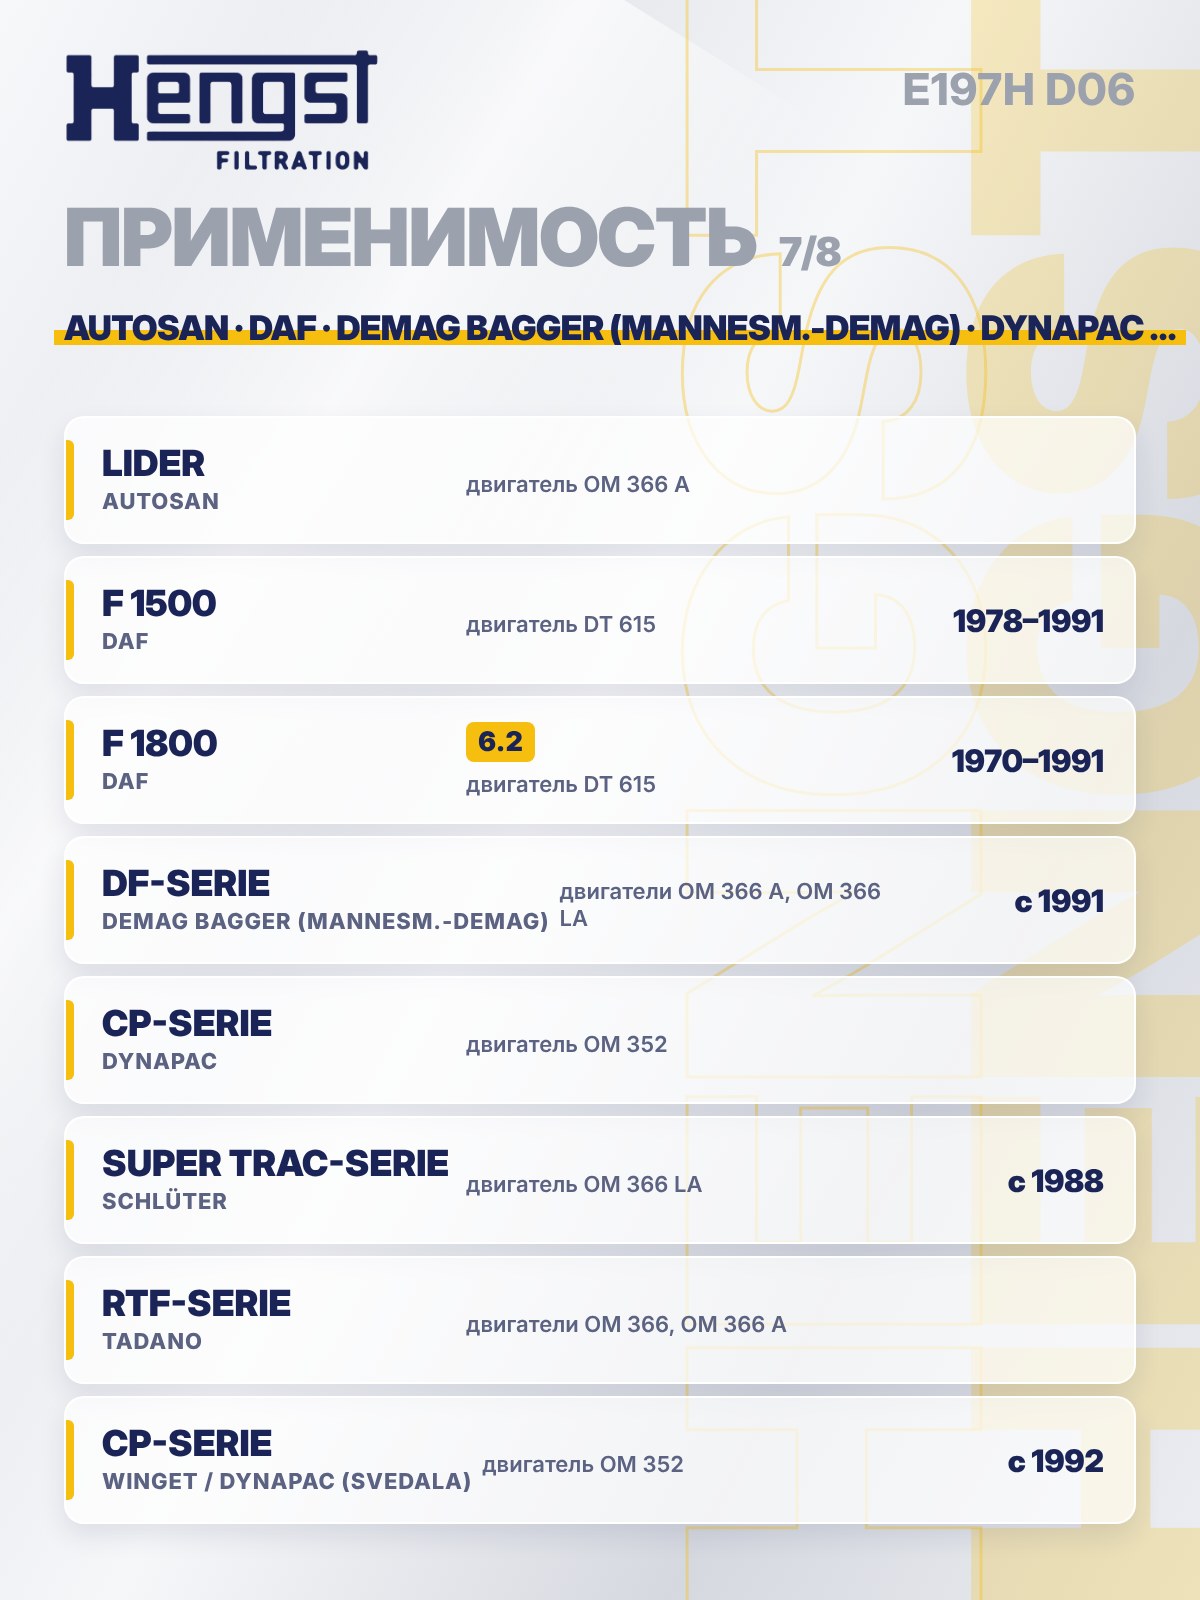 Hengst
FILTRATION
E197H D06
ПРИМЕНИМОСТЬ 7/8
AUTOSAN · DAF · DEMAG BAGGER (MANNESM.-DEMAG) · DYNAPAC ...
LIDER
AUTOSAN
двигатель OM 366 A
F 1500
DAF
двигатель DT 615
1978–1991
F 1800
DAF
6.2
двигатель DT 615
1970–1991
DF-SERIE
DEMAG BAGGER (MANNESM.-DEMAG)
двигатели OM 366 A, OM 366
LA
с 1991
CP-SERIE
DYNAPAC
двигатель OM 352
SUPER TRAC-SERIE
SCHLÜTER
двигатель OM 366 LA
с 1988
RTF-SERIE
TADANO
двигатели OM 366, OM 366 A
CP-SERIE
WINGET / DYNAPAC (SVEDALA)
двигатель OM 352
с 1992
HENGST